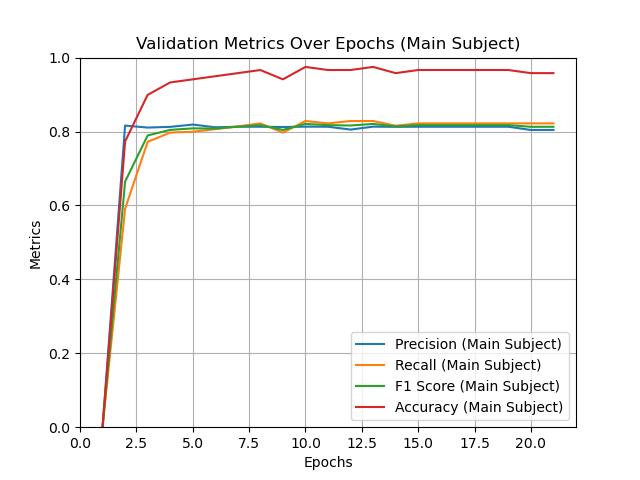 Validation Metrics Over Epochs (Main Subject)
1.0
0.8
0.6
0.4
0.2
0.0
Metrics
Precision (Main Subject)
Recall (Main Subject)
F1 Score (Main Subject)
Accuracy (Main Subject)
0.0 2.5 5.0 7.5 10.0 12.5 15.0 17.5 20.0
Epochs